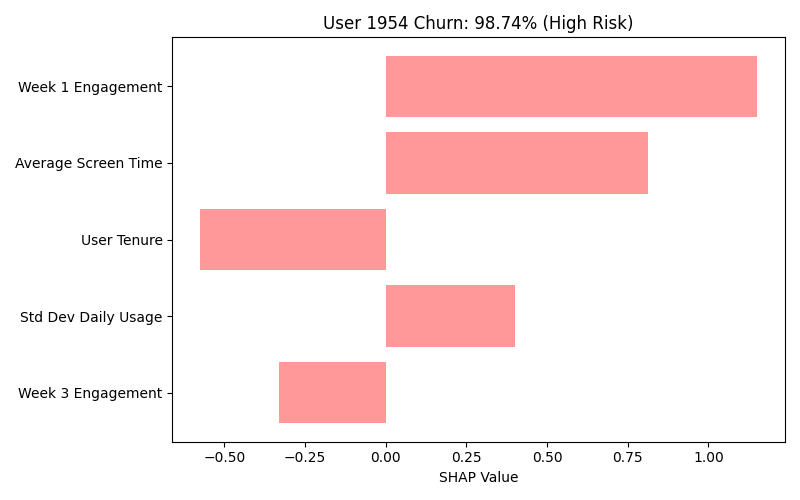 User 1954 Churn: 98.74% (High Risk)
Week 1 Engagement
Average Screen Time
User Tenure
Std Dev Daily Usage
Week 3 Engagement
−0.50 −0.25 0.00 0.25 0.50 0.75 1.00
SHAP Value